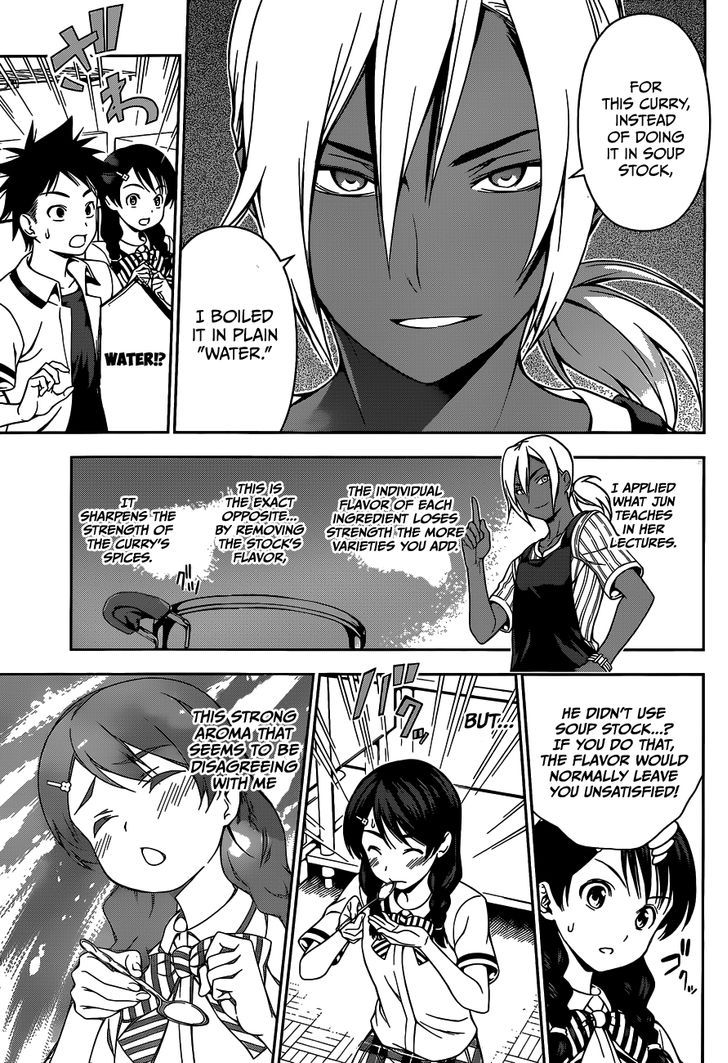 FOR
THIS CURRY,
INSTEAD
OF DOING
IT IN SOUP
STOCK,
I BOILED
IT IN PLAIN
"WATER."
ざわ
WATER!?
I APPLIED
WHAT JUN
TEACHES
IN HER
LECTURES.
THE INDIVIDUAL
FLAVOR OF EACH
INGREDIENT LOSES
STRENGTH THE MORE
VARIETIES YOU ADD.
THIS IS
THE EXACT
OPPOSITE...
BY REMOVING
THE STOCK'S
FLAVOR,
IT
SHARPENS THE
STRENGTH OF
THE CURRY'S
SPICES.
HE DIDN'T USE
SOUP STOCK...?
IF YOU DO THAT,
THE FLAVOR WOULD
NORMALLY LEAVE
YOU UNSATISFIED!
BUT...
THIS STRONG
AROMA THAT
SEEMS TO BE
DISAGREEING
WITH ME